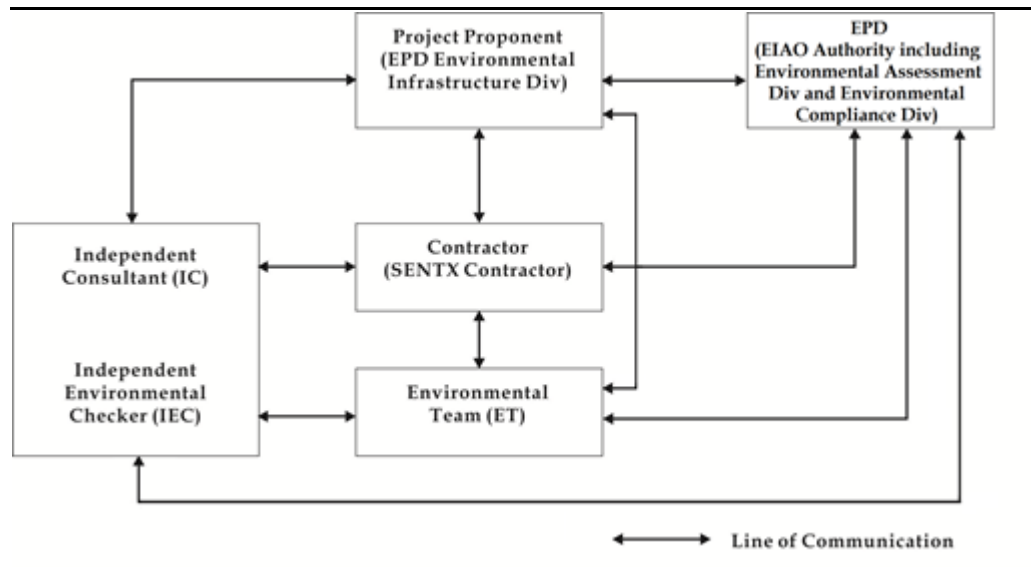 Project Proponent
(EPD Environmental
Infrastructure Div)
EPD
(EIAO Authority including
Environmental Assessment
Div and Environmental
Compliance Div)
Independent
Consultant (IC)
Contractor
(SENTX Contractor)
Independent
Environmental
Checker (IEC)
Environmental
Team (ET)
Line of Communication